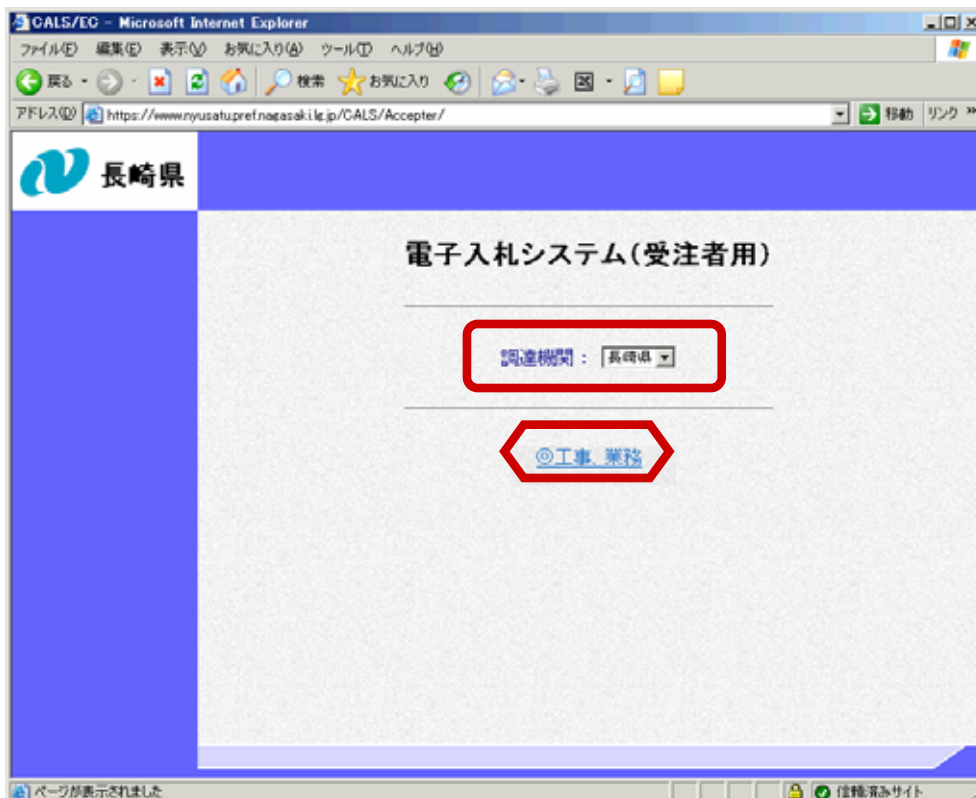 CALS/EC - Microsoft Internet Explorer
ファイル(F) 編集(E) 表示(V) お気に入り(A) ツール(T) ヘルプ(H)
戻る 検索 お気に入り
アドレス(D) https://www.nyusatu.pref.nagasaki.lg.jp/CALS/Accepter/ 移動 リンク »
長崎県
電子入札システム(受注者用)
調達機関： 長崎県
◎工事、業務
ページが表示されました 信頼済みサイト